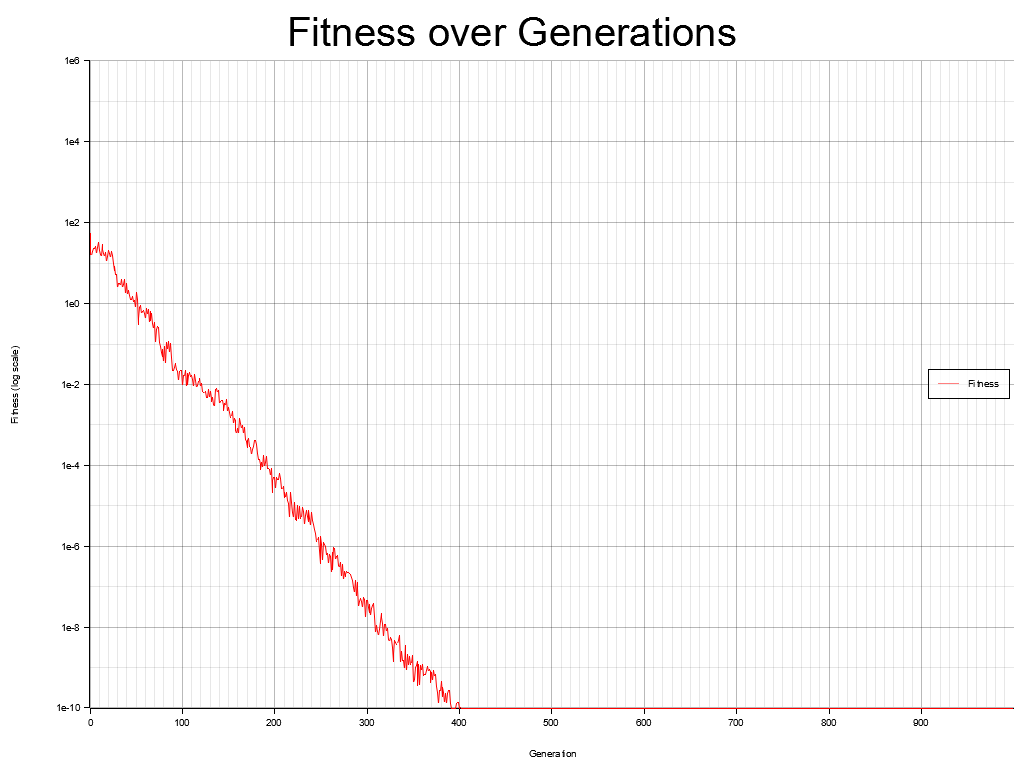 Fitness over Generations
1e6
1e4
1e2
1e0
1e-2
1e-4
1e-6
1e-8
1e-10
Fitness (log scale)
Fitness
0 100 200 300 400 500 600 700 800 900
Generation